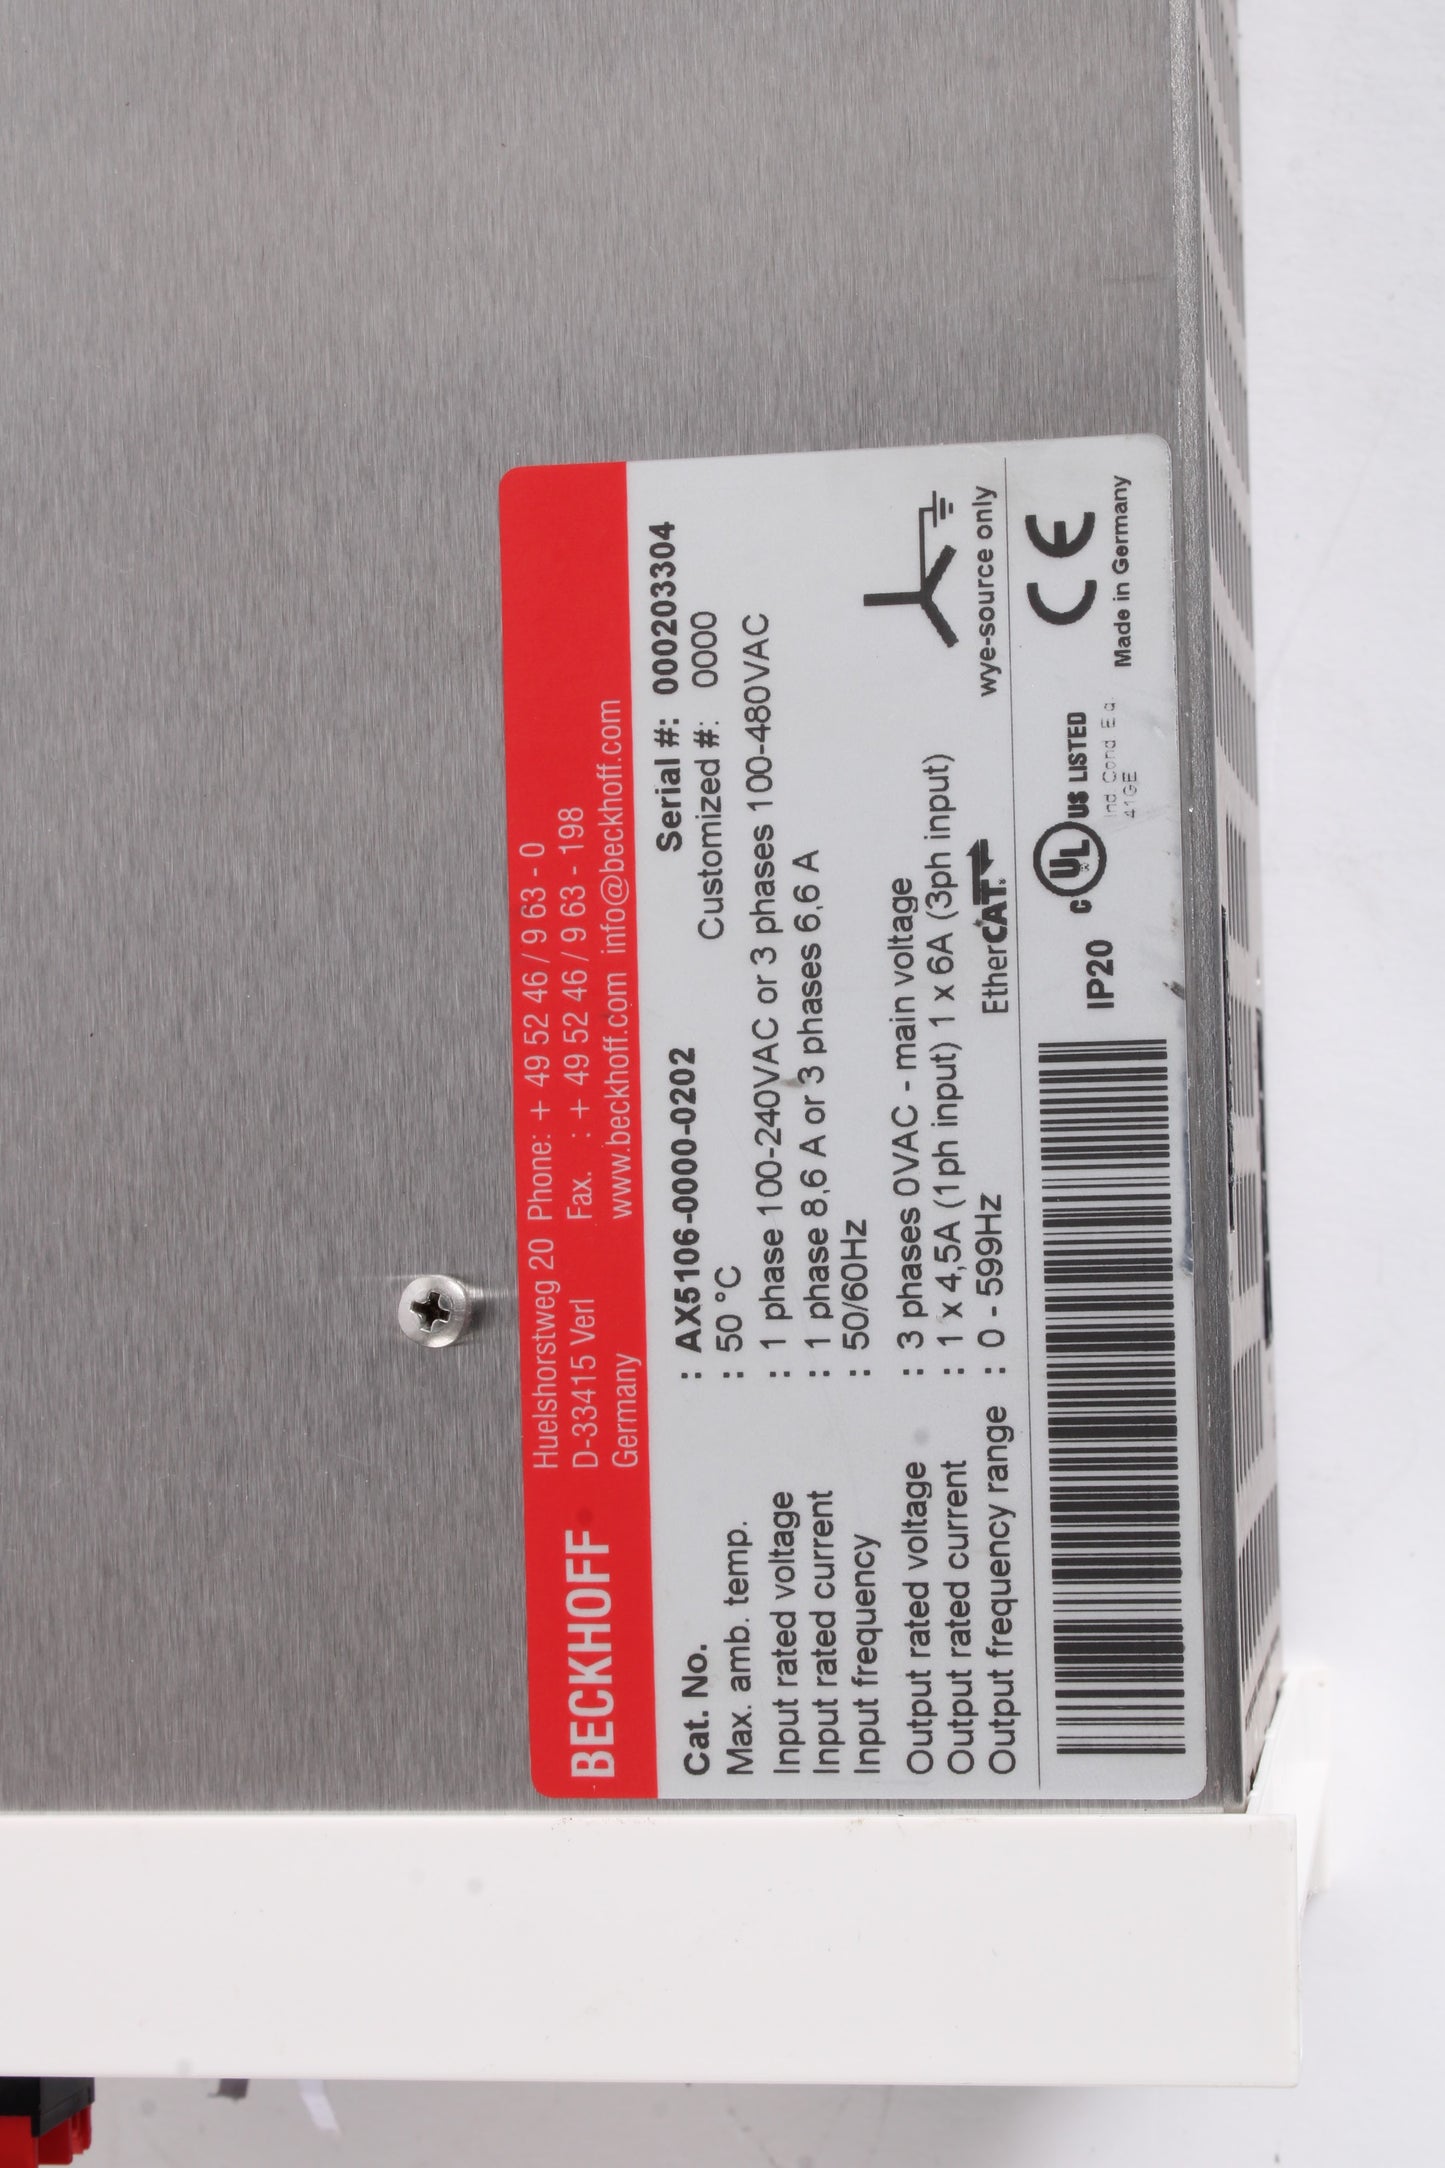 BECKHOFF
Huelshorstweg 20 Phone: + 49 52 46 / 9 63 - 0
D-33415 Verl Fax. : + 49 52 46 / 9 63 - 198
Germany www.beckhoff.com info@beckhoff.com
Cat. No. : AX5106-0000-0202 Serial #: 000203304
Max. amb. temp. : 50 °C Customized #: 0000
Input rated voltage : 1 phase 100-240VAC or 3 phases 100-480VAC
Input rated current : 1 phase 8,6 A or 3 phases 6,6 A
Input frequency : 50/60Hz
Output rated voltage : 3 phases 0VAC - main voltage
Output rated current : 1 x 4,5A (1ph input) 1 x 6A (3ph input)
Output frequency range : 0 - 599Hz EtherCAT® wye-source only
IP20 C UL® US LISTED CE
Ind Cond Eq Made in Germany
41GE